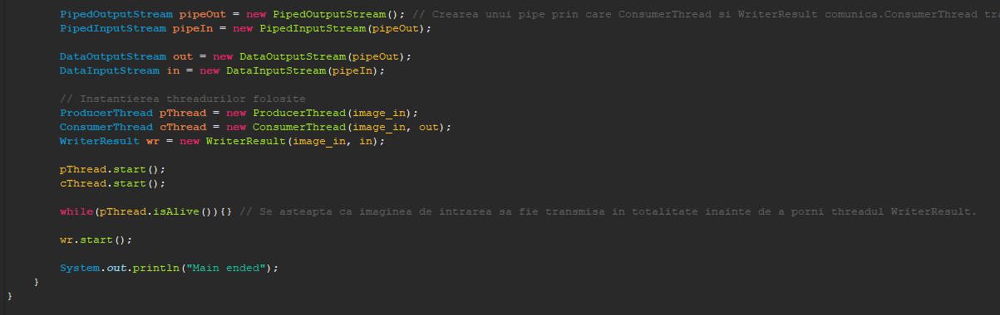 PipedOutputStream pipeOut = new PipedOutputStream(); // Crearea unui pipe prin care ConsumerThread si WriterResult comunica.ConsumerThread
PipedInputStream pipeIn = new PipedInputStream(pipeOut);
DataOutputStream out = new DataOutputStream(pipeOut);
DataInputStream in = new DataInputStream(pipeIn);
// Instantierea threadurilor folosite
ProducerThread pThread = new ProducerThread(image_in);
ConsumerThread cThread = new ConsumerThread(image_in, out);
WriterResult wr = new WriterResult(image_in, in);
pThread.start();
cThread.start();
while(pThread.isAlive()){} // Se asteapta ca imaginea de intrarea sa fie transmisa in totalitate inainte de a porni threadul WriterResult.
wr.start();
System.out.println("Main ended");
}
}